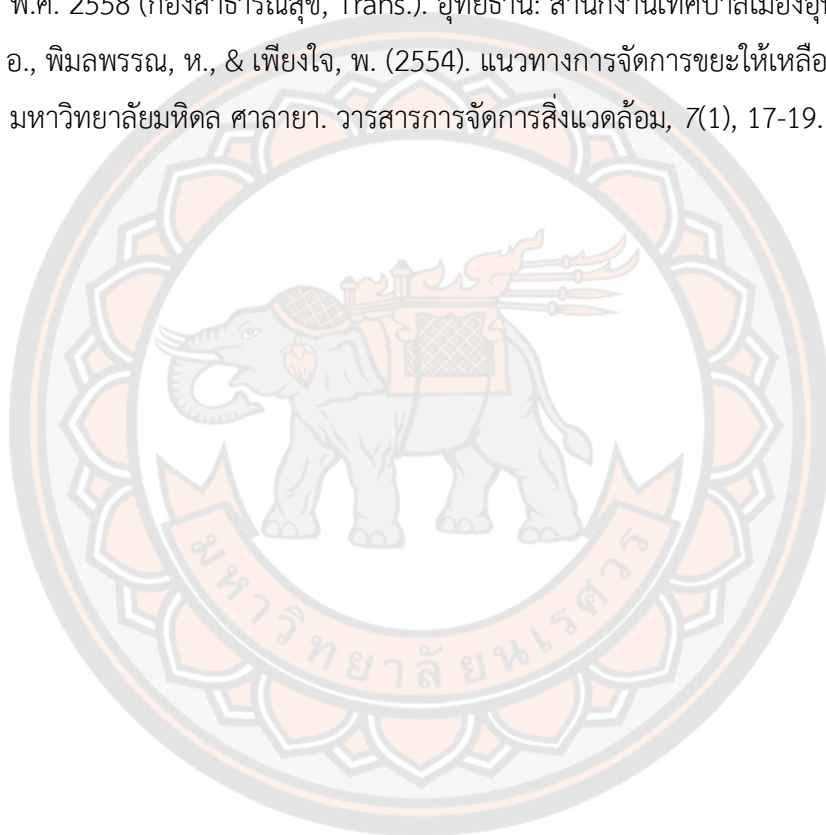 พ.ศ. 2558 (กองสาธารณสุข, Trans.). อุทัยธานี: สำนักงานเทศบาลเมือง
อ., พิมลพรรณ, ห., & เพียงใจ, พ. (2554). แนวทางการจัดการขยะให้เหลือ
มหาวิทยาลัยมหิดล ศาลายา. วารสารการจัดการสิ่งแวดล้อม, 7(1), 17-19.
มหาวิทยาลัยนเรศวร